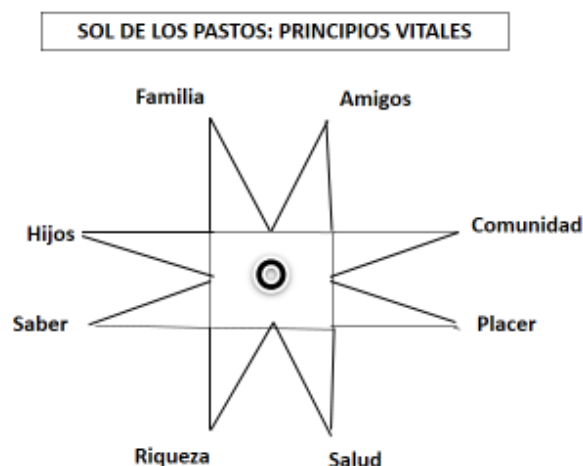 SOL DE LOS PASTOS: PRINCIPIOS VITALES
Familia
Amigos
Hijos
Comunidad
Saber
Placer
Riqueza
Salud